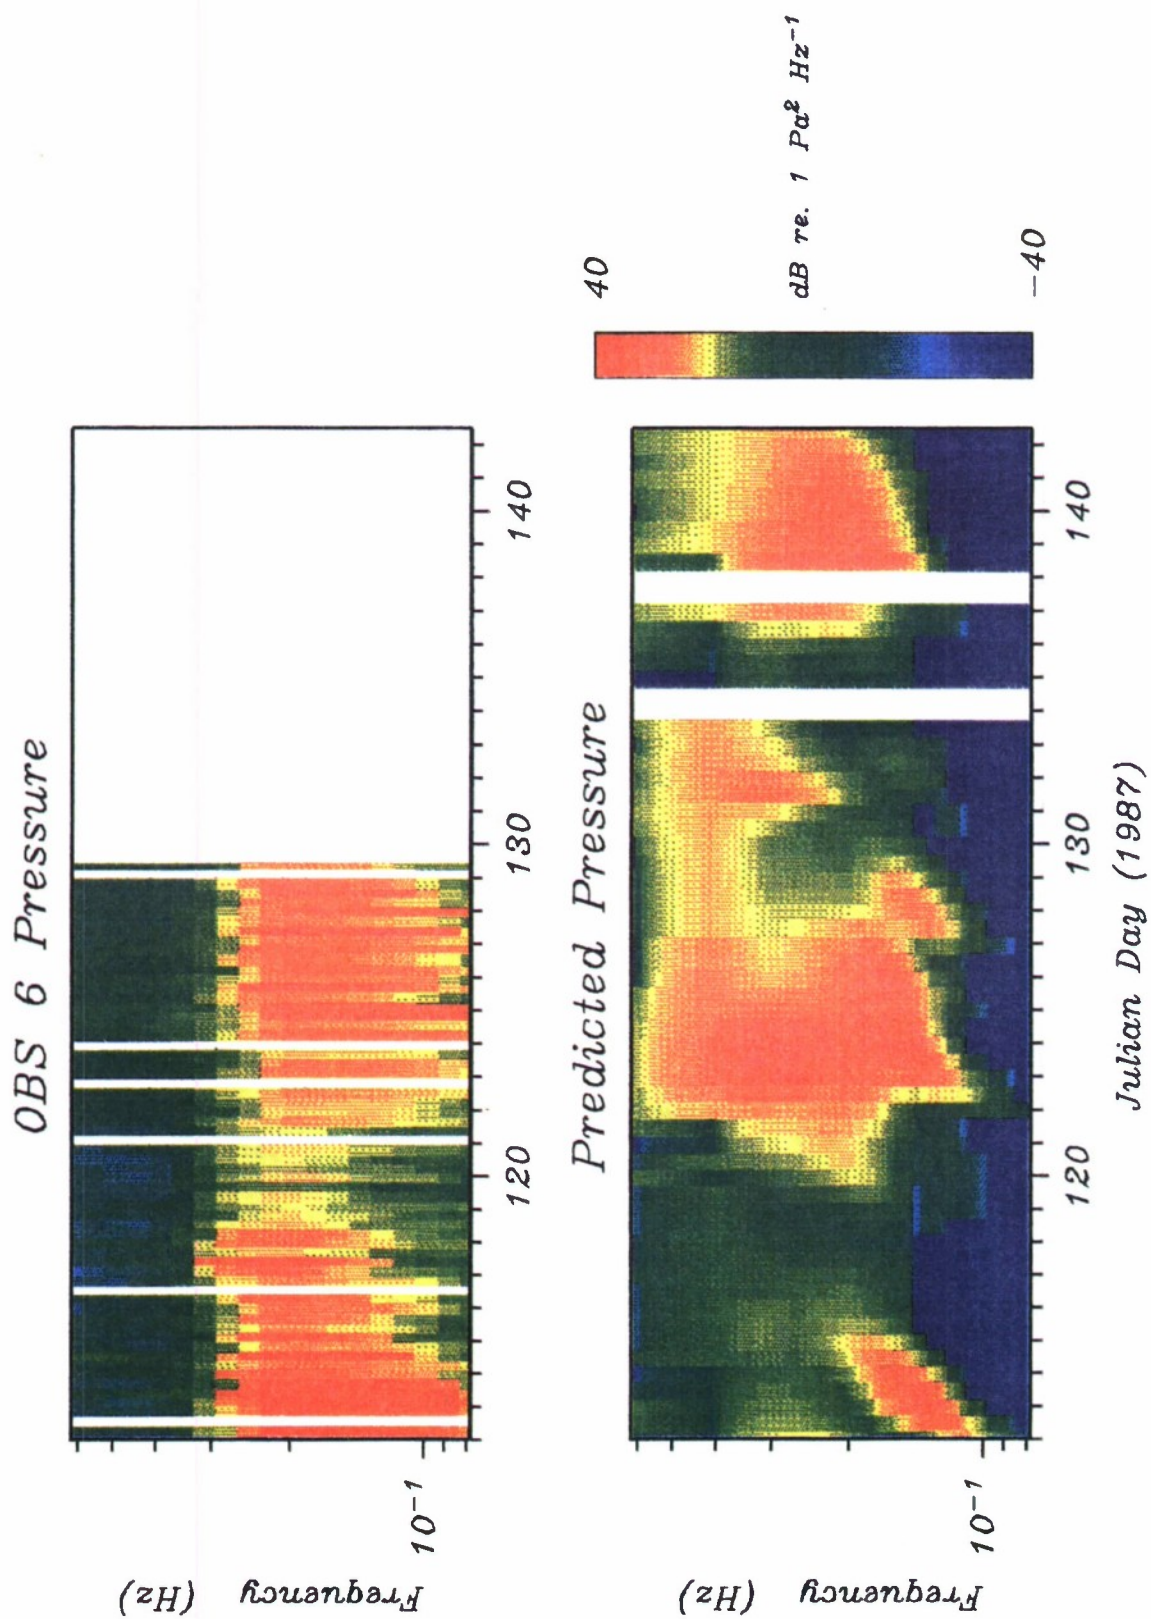 OBS 6 Pressure
Frequency (Hz)
10⁻¹
120
130
140
Predicted Pressure
Frequency (Hz)
10⁻¹
120
130
140
Julian Day (1987)
40
dB re. 1 Pa² Hz⁻¹
-40